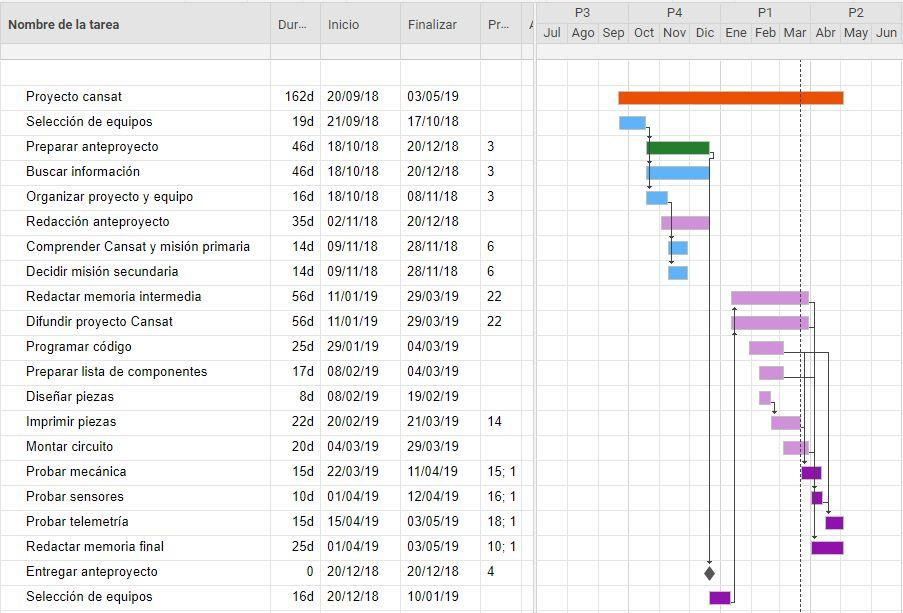 P3 P4 P1 P2
Nombre de la tarea Dur... Inicio Finalizar Pr... A
Jul Ago Sep Oct Nov Dic Ene Feb Mar Abr May Jun
Proyecto cansat 162d 20/09/18 03/05/19
Selección de equipos 19d 21/09/18 17/10/18
Preparar anteproyecto 46d 18/10/18 20/12/18 3
Buscar información 46d 18/10/18 20/12/18 3
Organizar proyecto y equipo 16d 18/10/18 08/11/18 3
Redacción anteproyecto 35d 02/11/18 20/12/18
Comprender Cansat y misión primaria 14d 09/11/18 28/11/18 6
Decidir misión secundaria 14d 09/11/18 28/11/18 6
Redactar memoria intermedia 56d 11/01/19 29/03/19 22
Difundir proyecto Cansat 56d 11/01/19 29/03/19 22
Programar código 25d 29/01/19 04/03/19
Preparar lista de componentes 17d 08/02/19 04/03/19
Diseñar piezas 8d 08/02/19 19/02/19
Imprimir piezas 22d 20/02/19 21/03/19 14
Montar circuito 20d 04/03/19 29/03/19
Probar mecánica 15d 22/03/19 11/04/19 15; 1
Probar sensores 10d 01/04/19 12/04/19 16; 1
Probar telemetría 15d 15/04/19 03/05/19 18; 1
Redactar memoria final 25d 01/04/19 03/05/19 10; 1
Entregar anteproyecto 0 20/12/18 20/12/18 4
Selección de equipos 16d 20/12/18 10/01/19